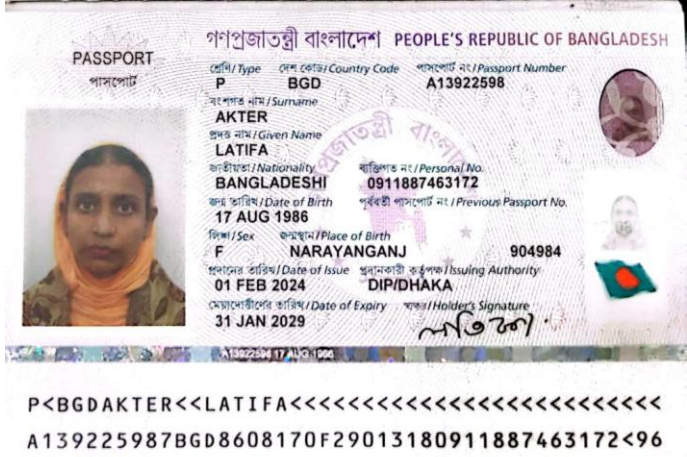 গণপ্রজাতন্ত্রী বাংলাদেশ PEOPLE'S REPUBLIC OF BANGLADESH
PASSPORT
পাসপোর্ট
শ্রেণি/Type দেশ কোড/Country Code পাসপোর্ট নং/Passport Number
P BGD A13922598
বংশগত নাম/Surname
AKTER
প্রদত্ত নাম/Given Name
LATIFA
জাতীয়তা/Nationality ব্যক্তিগত নং/Personal No.
BANGLADESHI 0911887463172
জন্ম তারিখ/Date of Birth পূর্ববর্তী পাসপোর্ট নং/Previous Passport No.
17 AUG 1986
লিঙ্গ/Sex জন্মস্থান/Place of Birth
F NARAYANGANJ 904984
প্রদানের তারিখ/Date of Issue প্রদানকারী কর্তৃপক্ষ/Issuing Authority
01 FEB 2024 DIP/DHAKA
মেয়াদোত্তীর্ণের তারিখ/Date of Expiry স্বাক্ষর/Holder's Signature
31 JAN 2029 লতিফা
A13922598 17 AUG 1986
P<BGDAKTER<<LATIFA<<<<<<<<<<<<<<<<<<<<<<<<<<
A139225987BGD8608170F2901318091188746­3172<96